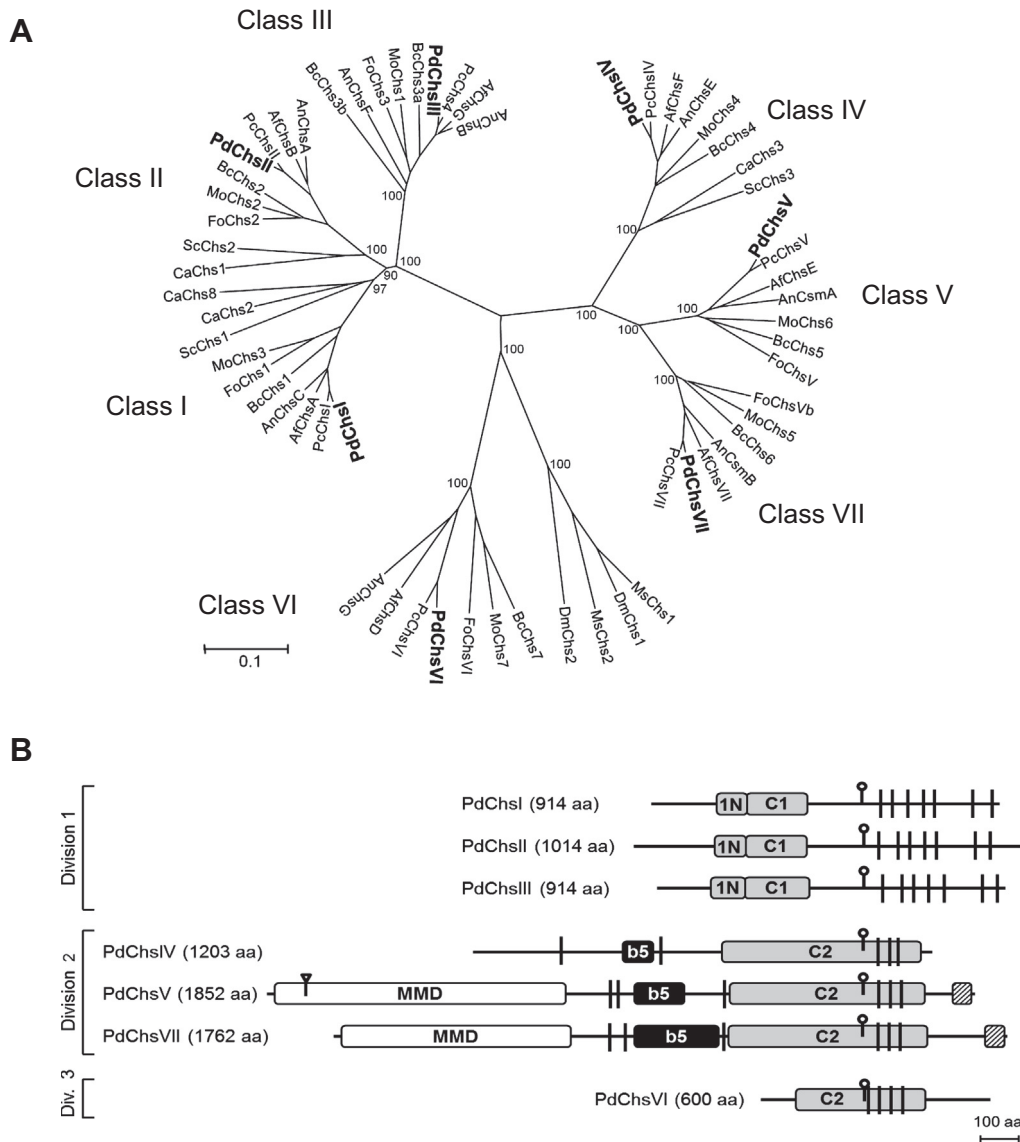 A
Class III
BcChs3b
AnChsF
FoChs3
MoChs1
BcChs3a
PdChsIII
PcChs4
AfChsG
AnChsB
Class IV
PdChsIV
PcChsIV
AfChsF
AnChsE
MoChs4
BcChs4
CaChs3
ScChs3
Class II
AnChsA
AfChsB
PcChsII
PdChsII
BcChs2
MoChs2
FoChs2
ScChs2
CaChs1
CaChs8
CaChs2
ScChs1
MoChs3
FoChs1
BcChs1
AnChsC
AfChsA
PcChsI
PdChsI
Class I
Class V
PdChsV
PcChsV
AfChsE
AnCsmA
MoChs6
BcChs5
FoChsV
FoChsVb
MoChs5
BcChs6
AnCsmB
AfChsVII
PdChsVII
PcChsVII
Class VII
100
100
100
90
97
100
100
100
100
100
100
100
100
Class VI
AnChsG
AfChsD
PcChsVI
PdChsVI
FoChsVI
MoChs7
BcChs7
DmChs2
MsChs2
DmChs1
MsChs1
0.1
B
Division 1
PdChsI (914 aa)
1N C1
PdChsII (1014 aa)
1N C1
PdChsIII (914 aa)
1N C1
Division 2
PdChsIV (1203 aa)
b5 C2
PdChsV (1852 aa)
MMD b5 C2
PdChsVII (1762 aa)
MMD b5 C2
Div. 3
PdChsVI (600 aa)
C2
100 aa